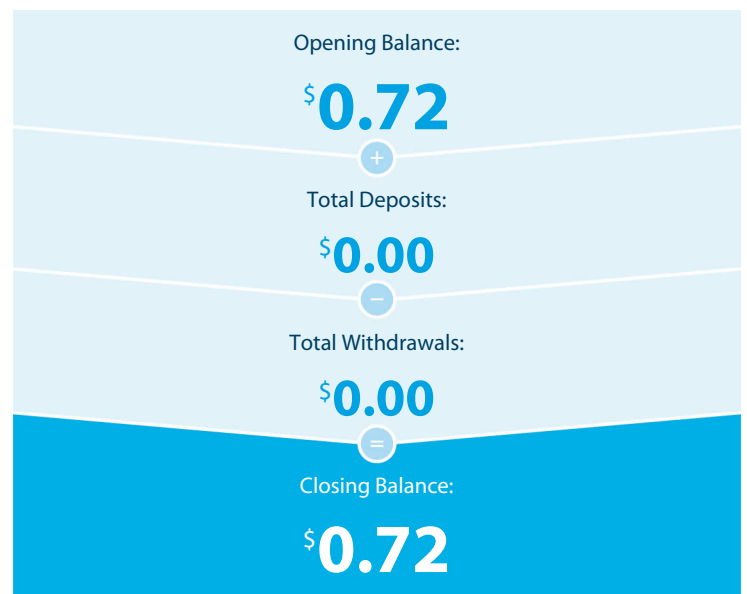 Opening Balance:
$0.72
+
Total Deposits:
$0.00
−
Total Withdrawals:
$0.00
=
Closing Balance:
$0.72